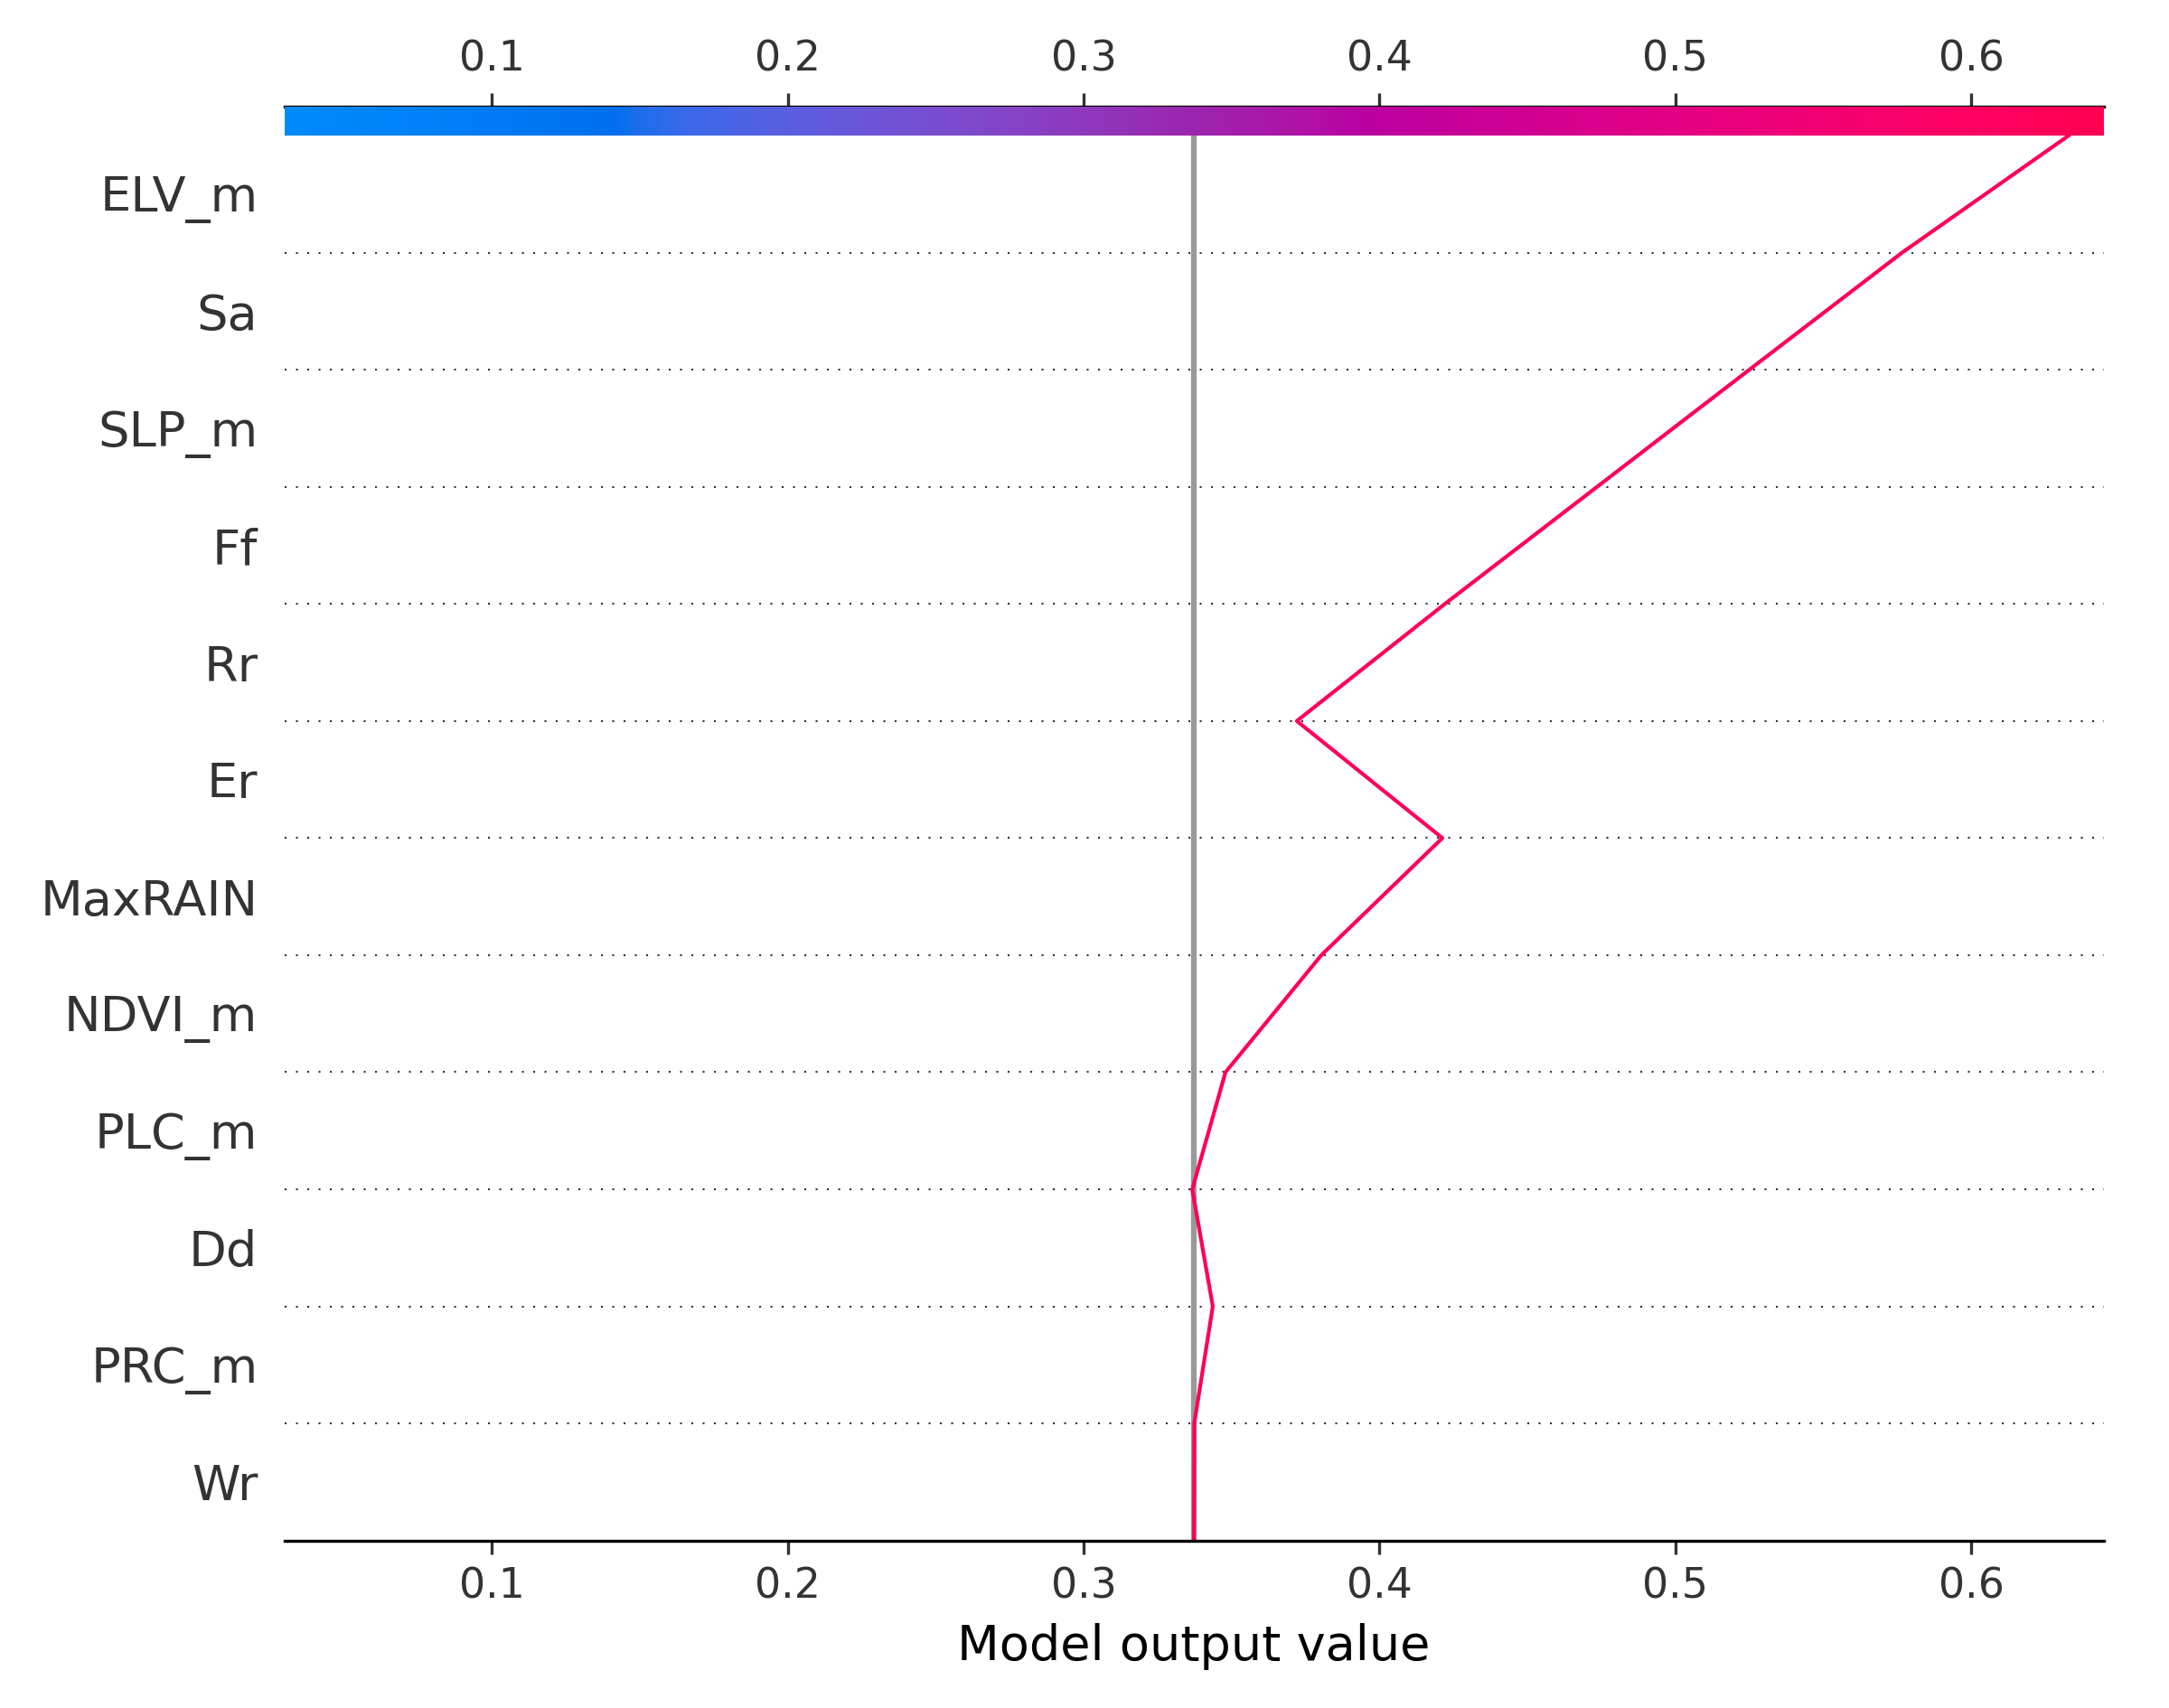 0.1 0.2 0.3 0.4 0.5 0.6
ELV_m
Sa
SLP_m
Ff
Rr
Er
MaxRAIN
NDVI_m
PLC_m
Dd
PRC_m
Wr
0.1 0.2 0.3 0.4 0.5 0.6
Model output value